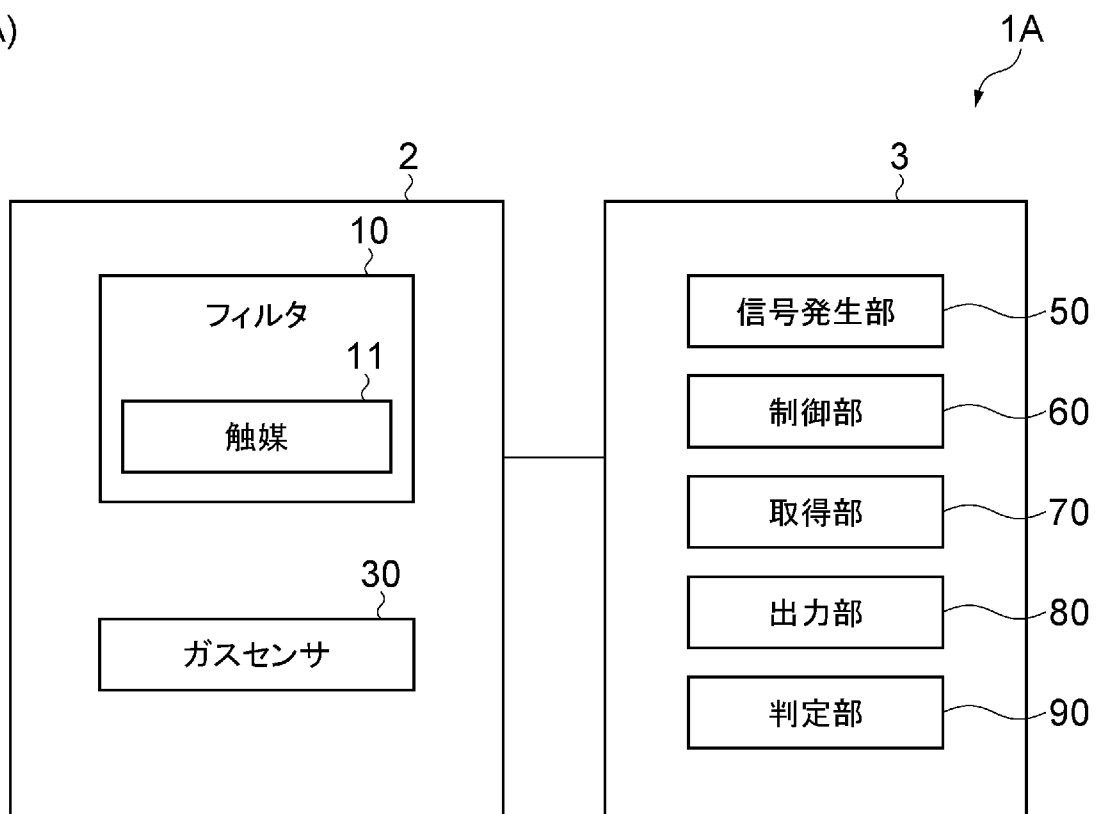 A)
1A
2
10
フィルタ
11
触媒
30
ガスセンサ
3
信号発生部 50
制御部 60
取得部 70
出力部 80
判定部 90